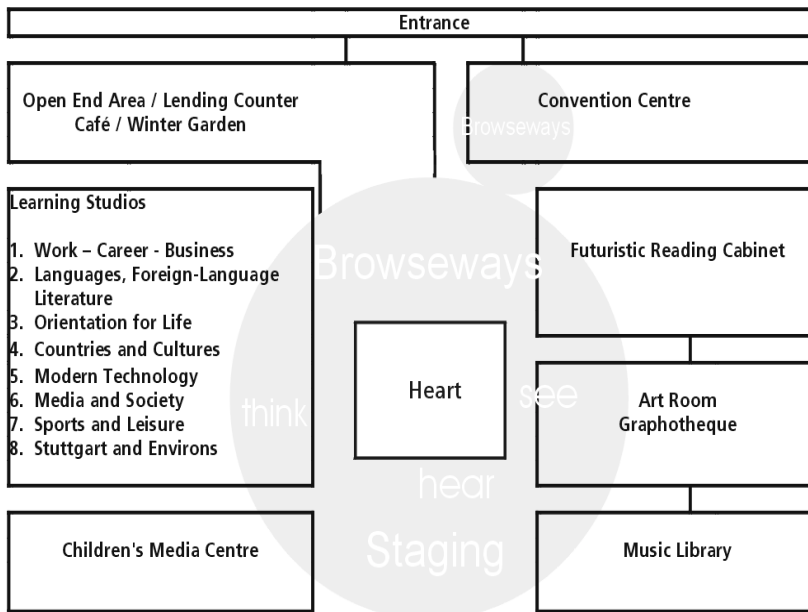 Entrance
Open End Area / Lending Counter
Café / Winter Garden
Convention Centre
Browseways
Learning Studios
1. Work – Career - Business
2. Languages, Foreign-Language
Literature
3. Orientation for Life
4. Countries and Cultures
5. Modern Technology
6. Media and Society
7. Sports and Leisure
8. Stuttgart and Environs
Browseways
Heart
think
see
hear
Staging
Futuristic Reading Cabinet
Art Room
Graphotheque
Children's Media Centre
Music Library